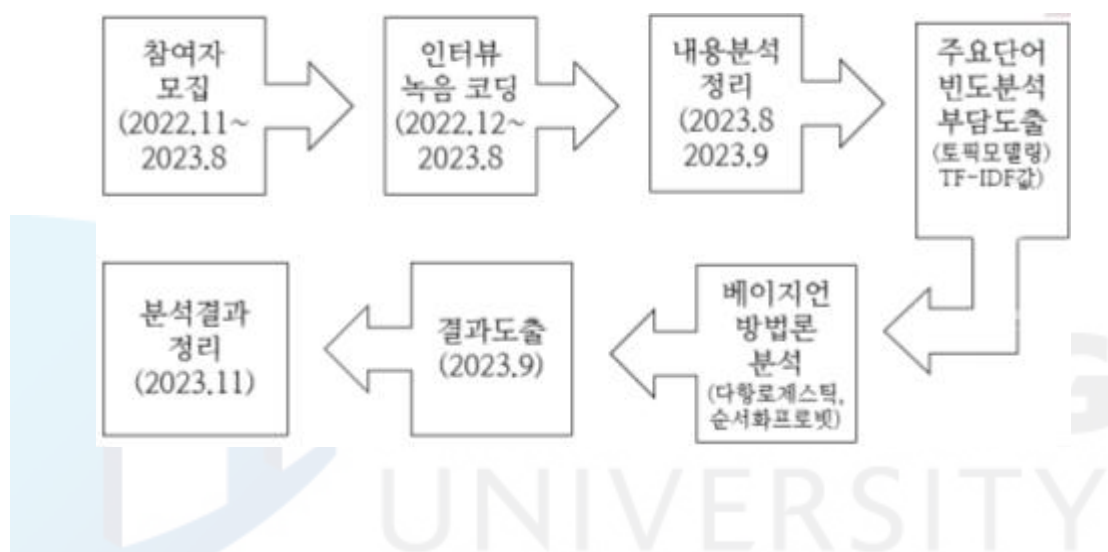 참여자
모집
(2022.11~
2023.8
인터뷰
녹음 코딩
(2022.12~
2023.8
내용분석
정리
(2023.8
2023.9
주요단어
빈도분석
부담도출
(토픽모델링)
TF-IDF값)
베이지언
방법론
분석
(다항로제스틱,
순서화프로빗)
결과도출
(2023.9)
분석결과
정리
(2023.11)
G
UNIVERSITY